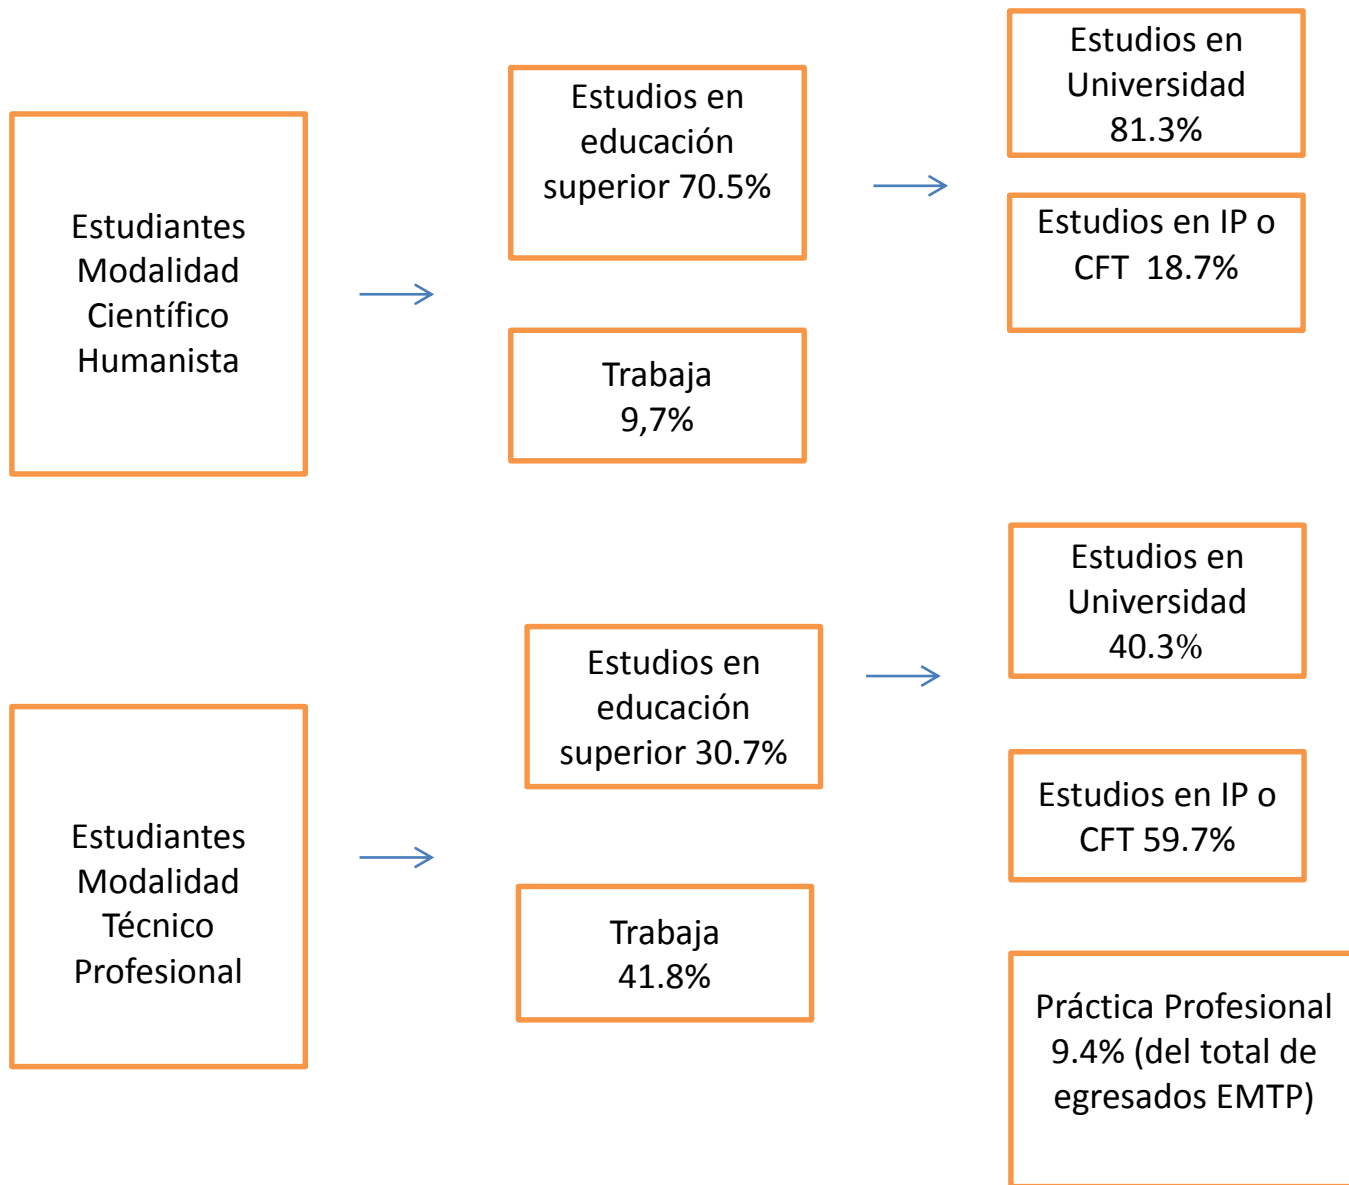 Estudiantes
Modalidad
Científico
Humanista
Estudios en
educación
superior 70.5%
Trabaja
9,7%
Estudios en
Universidad
81.3%
Estudios en IP o
CFT 18.7%
Estudiantes
Modalidad
Técnico
Profesional
Estudios en
educación
superior 30.7%
Trabaja
41.8%
Estudios en
Universidad
40.3%
Estudios en IP o
CFT 59.7%
Práctica Profesional
9.4% (del total de
egresados EMTP)